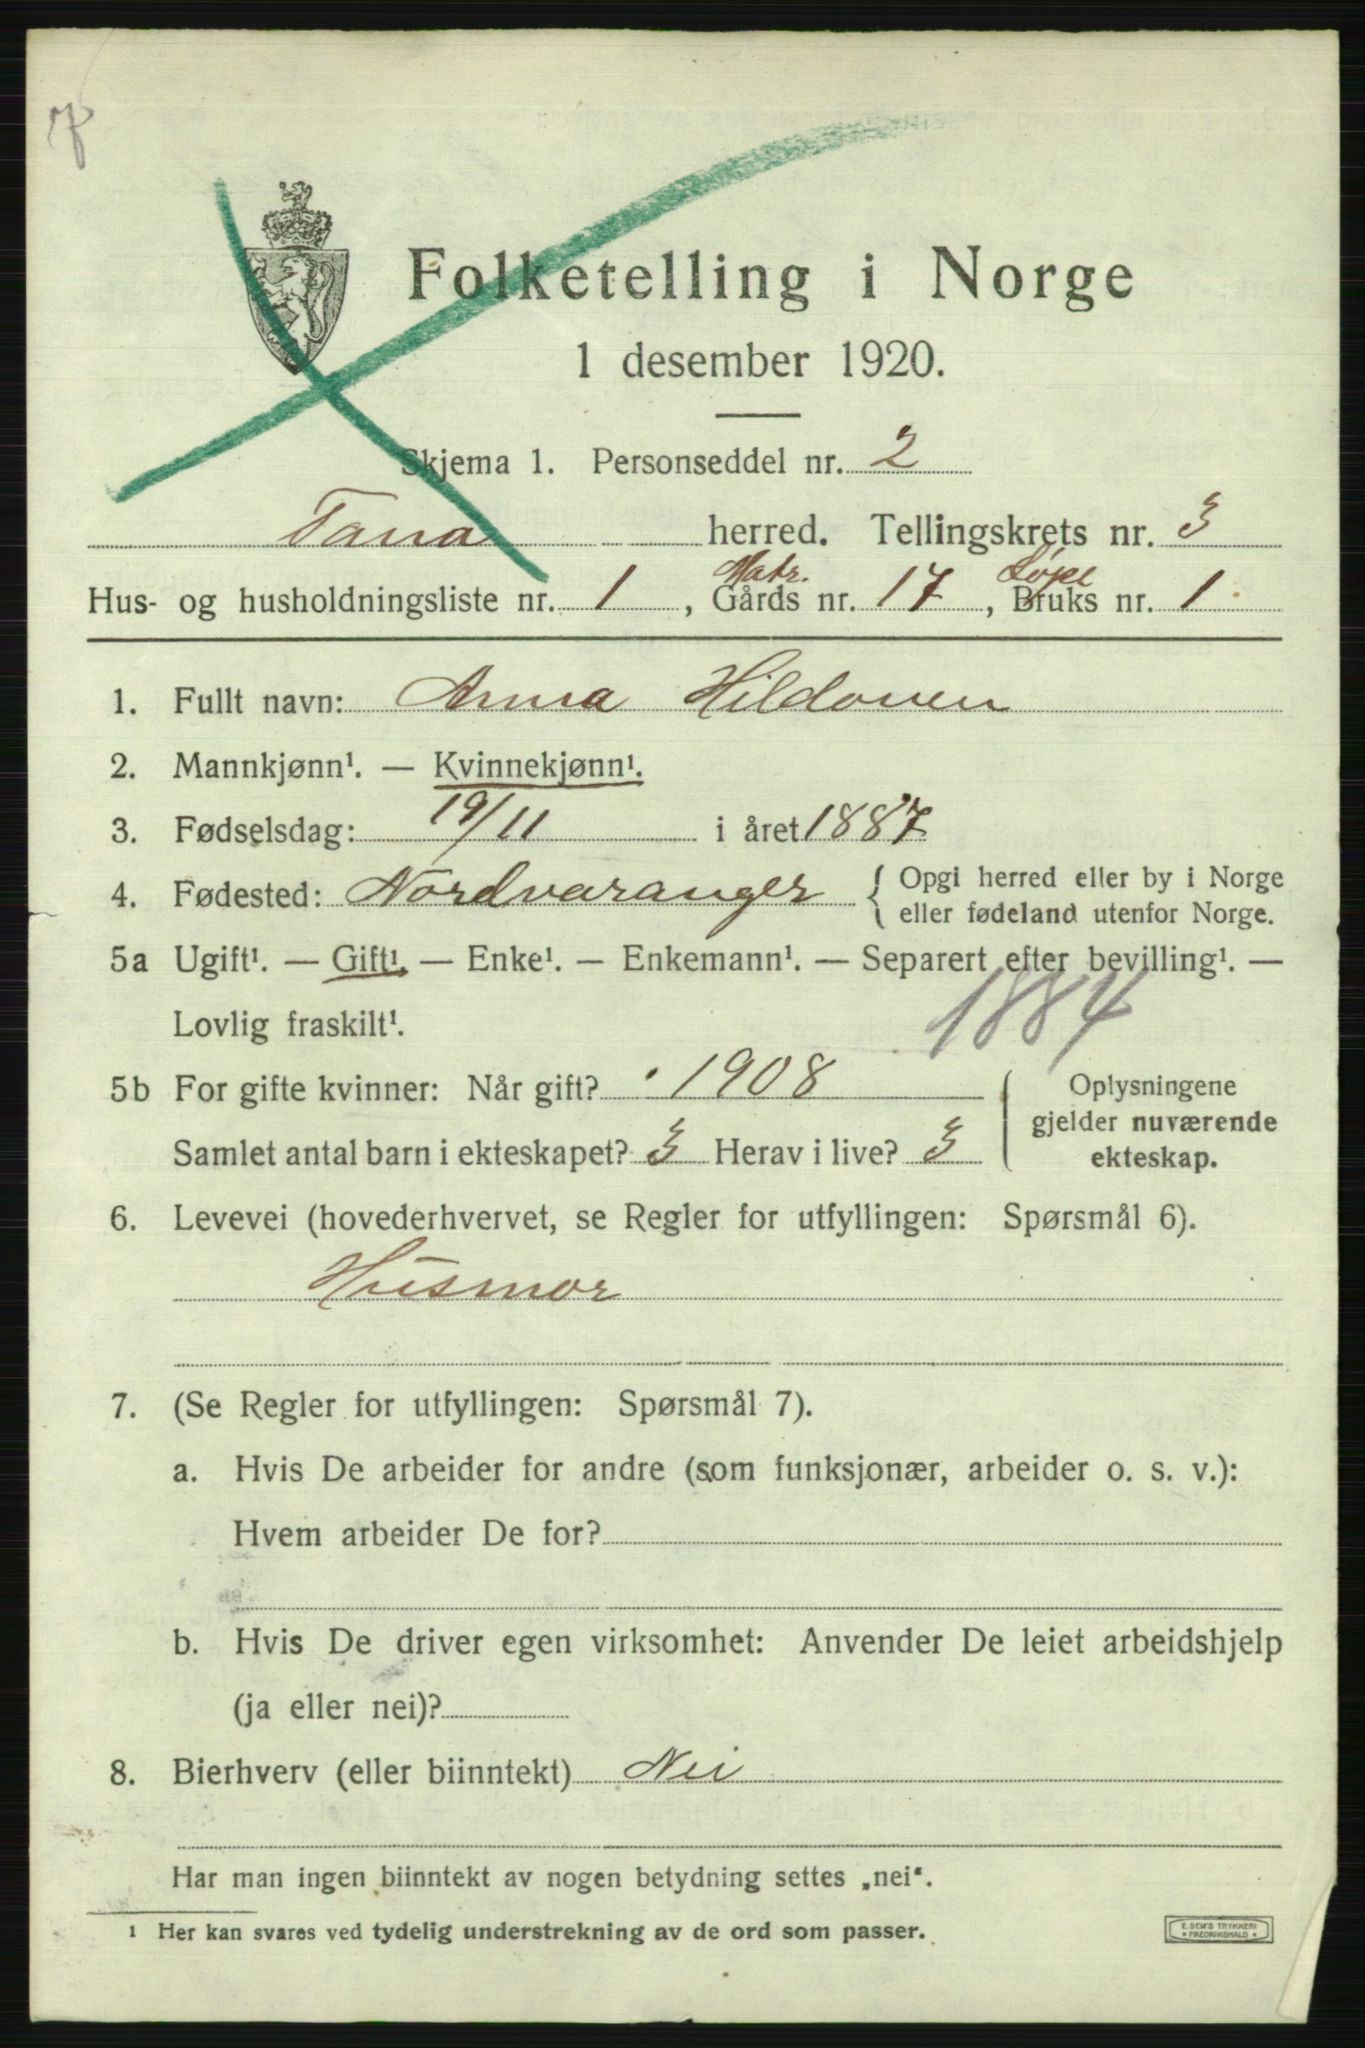 Folketelling i Norge
1 desember 1920.
Skjema 1. Personseddel nr. 2
Tana herred. Tellingskrets nr. 3
Matr. Løpe
Hus- og husholdningsliste nr. 1, Gårds nr. 17, Bruks nr. 1
1. Fullt navn: Anna Hildonen
2. Mannkjønn¹. — Kvinnekjønn¹.
3. Fødselsdag: 19/11 i året 1887
4. Fødested: Nordvaranger { Opgi herred eller by i Norge
eller fødeland utenfor Norge.
5a Ugift¹. — Gift¹. — Enke¹. — Enkemann¹. — Separert efter bevilling¹. —
Lovlig fraskilt¹. 1884
5b For gifte kvinner: Når gift? 1908
Samlet antal barn i ekteskapet? 3 Herav i live? 3
Oplysningene
gjelder nuværende
ekteskap.
6. Levevei (hovederhvervet, se Regler for utfyllingen: Spørsmål 6).
Husmor
7. (Se Regler for utfyllingen: Spørsmål 7).
a. Hvis De arbeider for andre (som funksjonær, arbeider o. s. v.):
Hvem arbeider De for?
b. Hvis De driver egen virksomhet: Anvender De leiet arbeidshjelp
(ja eller nei)?
8. Bierhverv (eller biinntekt) Nei
Har man ingen biinntekt av nogen betydning settes „nei“.
¹ Her kan svares ved tydelig understrekning av de ord som passer.
E. SEM'S TRYKKERI
* FREDRIKSHALD *